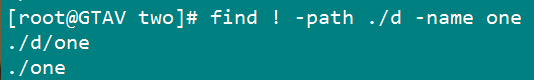 [root@GTAV two]# find ! -path ./d -name one
./d/one
./one